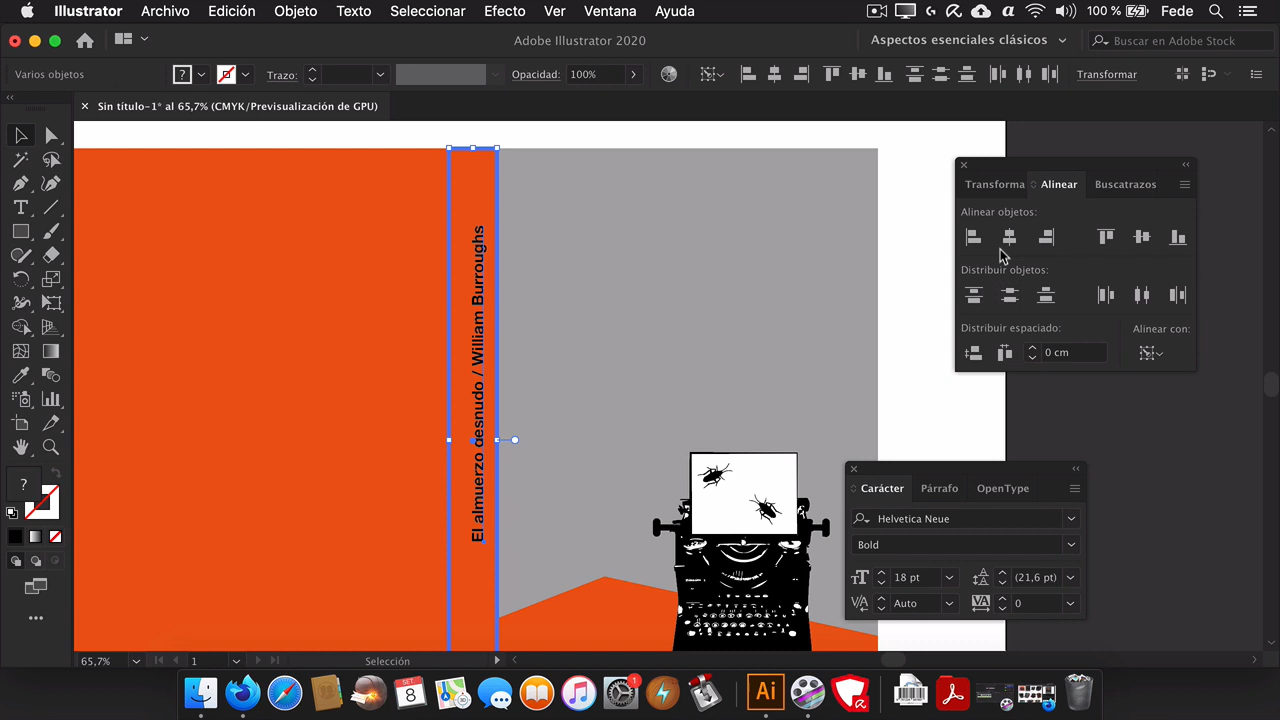 Illustrator Archivo Edición Objeto Texto Seleccionar Efecto Ver Ventana Ayuda 100 % Fede
Adobe Illustrator 2020 Aspectos esenciales clásicos Buscar en Adobe Stock
Varios objetos ? Trazo: Opacidad: 100% Transformar
Sin título-1* al 65,7% (CMYK/Previsualización de GPU)
Transforma Alinear Buscatrazos
Alinear objetos:
Distribuir objetos:
Distribuir espaciado: Alinear con:
0 cm
El almuerzo desnudo / William Burroughs
Carácter Párrafo OpenType
Helvetica Neue
Bold
18 pt (21,6 pt)
Auto 0
?
65,7% 1 Selección
SEP 8 1
Ai